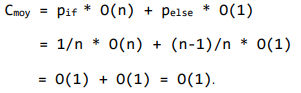 Cmoy = pif * O(n) + pelse * O(1)
= 1/n * O(n) + (n-1)/n * O(1)
= O(1) + O(1) = O(1).